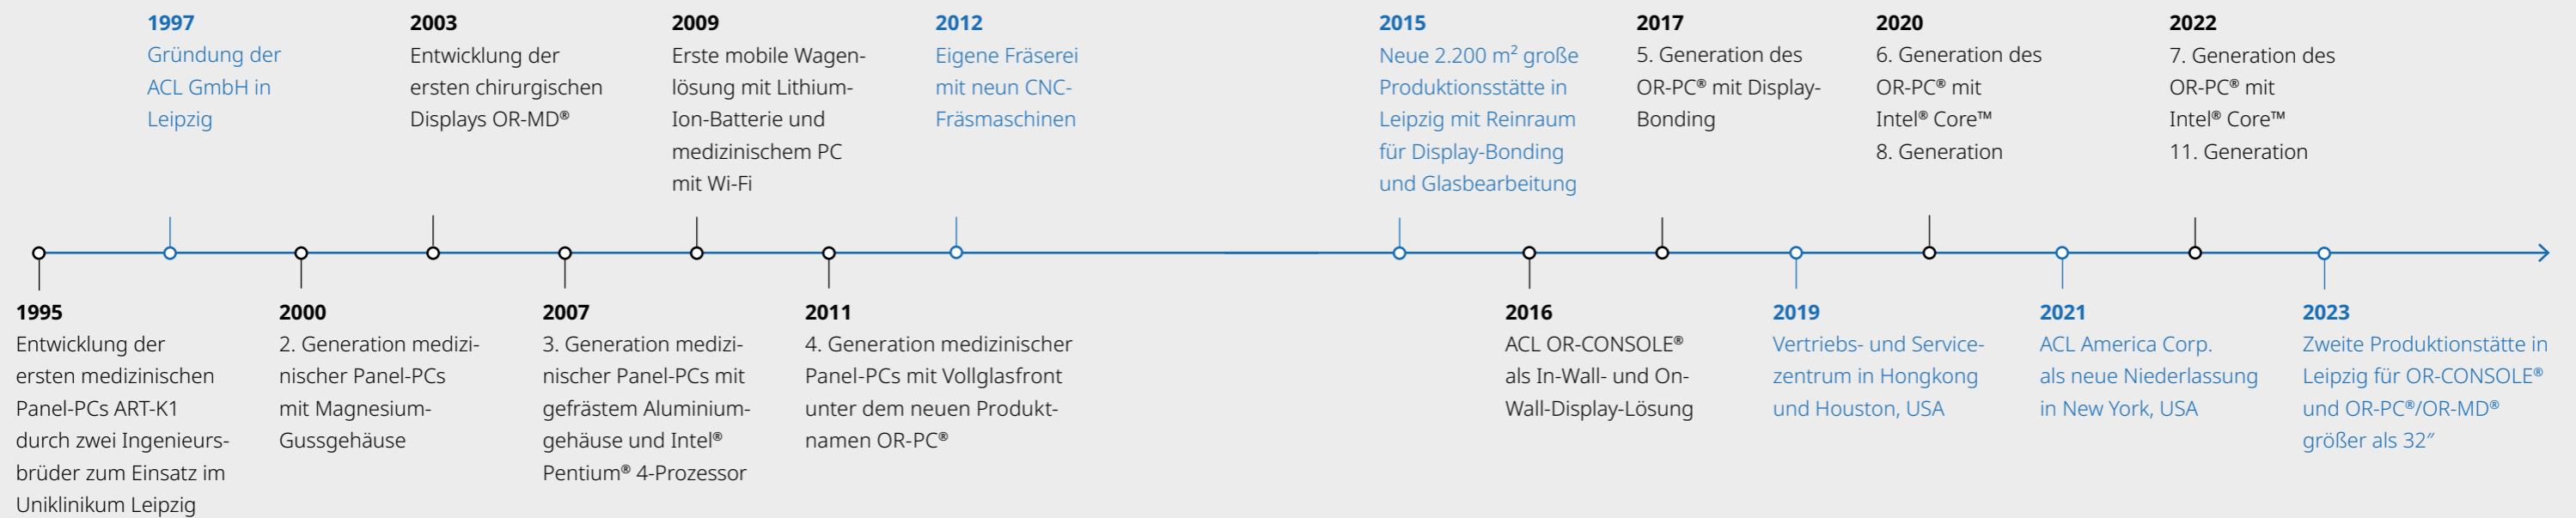 1997
Gründung der
ACL GmbH in
Leipzig
2003
Entwicklung der
ersten chirurgischen
Displays OR-MD®
2009
Erste mobile Wagen-
lösung mit Lithium-
Ion-Batterie und
medizinischem PC
mit Wi-Fi
2012
Eigene Fräserei
mit neun CNC-
Fräsmaschinen
2015
Neue 2.200 m² große
Produktionsstätte in
Leipzig mit Reinraum
für Display-Bonding
und Glasbearbeitung
2017
5. Generation des
OR-PC® mit Display-
Bonding
2020
6. Generation des
OR-PC® mit
Intel® Core™
8. Generation
2022
7. Generation des
OR-PC® mit
Intel® Core™
11. Generation
1995
Entwicklung der
ersten medizinischen
Panel-PCs ART-K1
durch zwei Ingenieurs-
brüder zum Einsatz im
Uniklinikum Leipzig
2000
2. Generation medizi-
nischer Panel-PCs
mit Magnesium-
Gussgehäuse
2007
3. Generation medizi-
nischer Panel-PCs mit
gefrästem Aluminium-
gehäuse und Intel®
Pentium® 4-Prozessor
2011
4. Generation medizinischer
Panel-PCs mit Vollglasfront
unter dem neuen Produkt-
namen OR-PC®
2016
ACL OR-CONSOLE®
als In-Wall- und On-
Wall-Display-Lösung
2019
Vertriebs- und Service-
zentrum in Hongkong
und Houston, USA
2021
ACL America Corp.
als neue Niederlassung
in New York, USA
2023
Zweite Produktionstätte in
Leipzig für OR-CONSOLE®
und OR-PC®/OR-MD®
größer als 32″